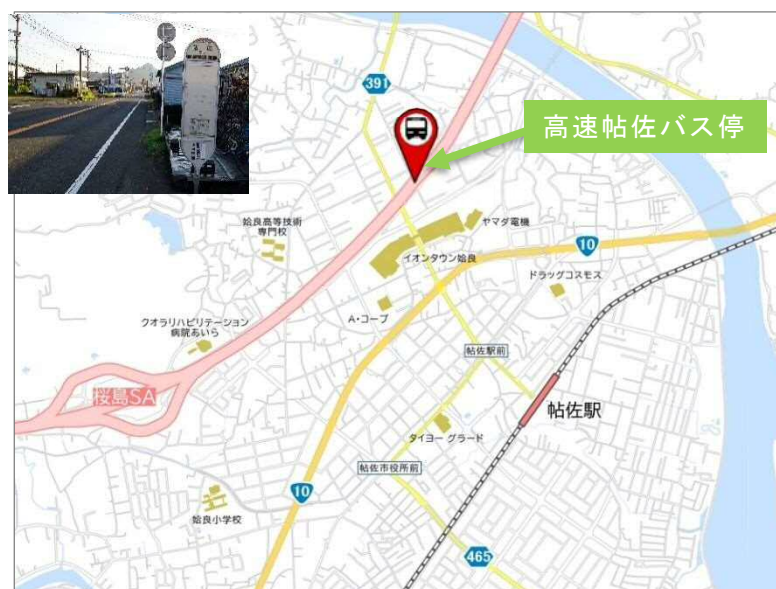 高速帖佐バス停
391
ヤマダ電機
姶良高等技術
専門校
10
イオンタウン姶良
ドラッグコスモス
A・コープ
クオラリハビリテーション
病院あいら
帖佐駅前
桜島SA
帖佐駅
タイヨー グラード
帖佐市役所前
10
姶良小学校
465